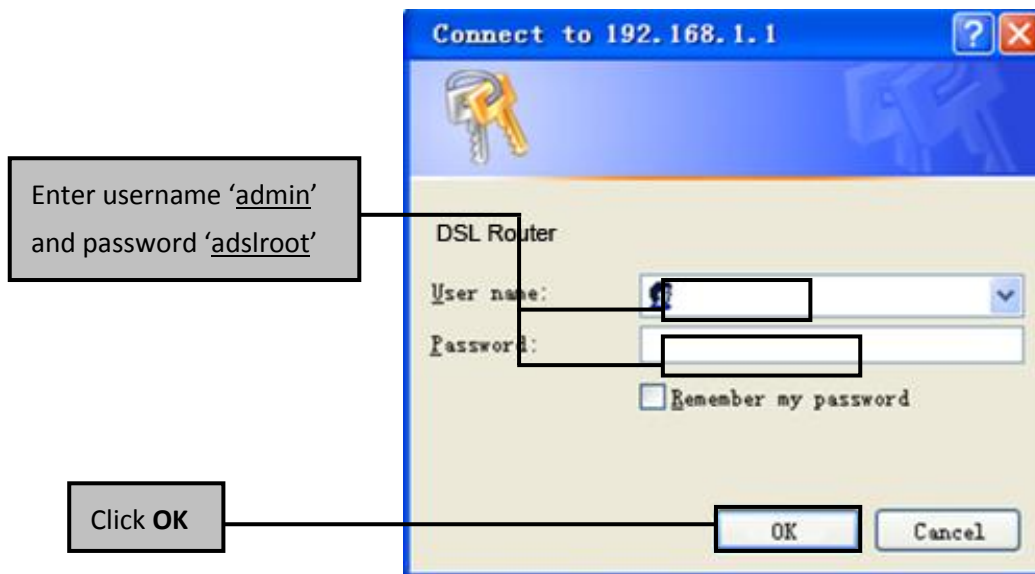 Connect to 192.168.1.1
Enter username ‘admin’
and password ‘adslroot’
DSL Router
User name:
Password:
Remember my password
Click OK
OK
Cancel